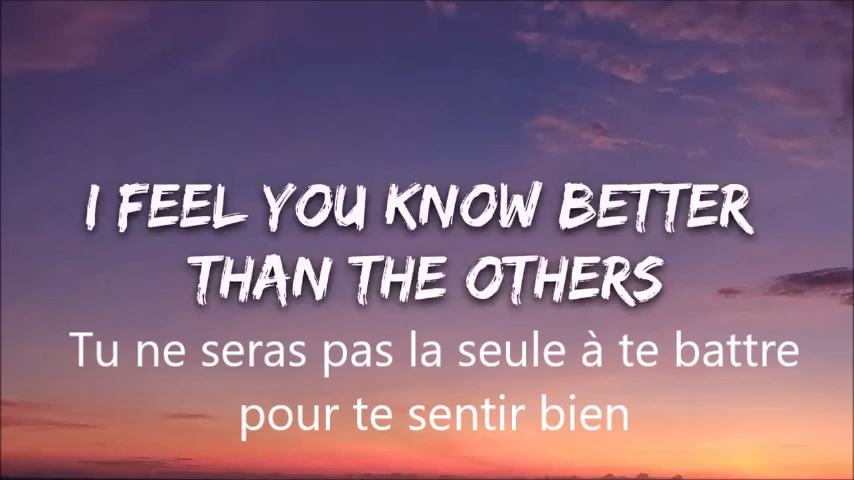 I FEEL YOU KNOW BETTER
THAN THE OTHERS
Tu ne seras pas la seule à te battre
pour te sentir bien